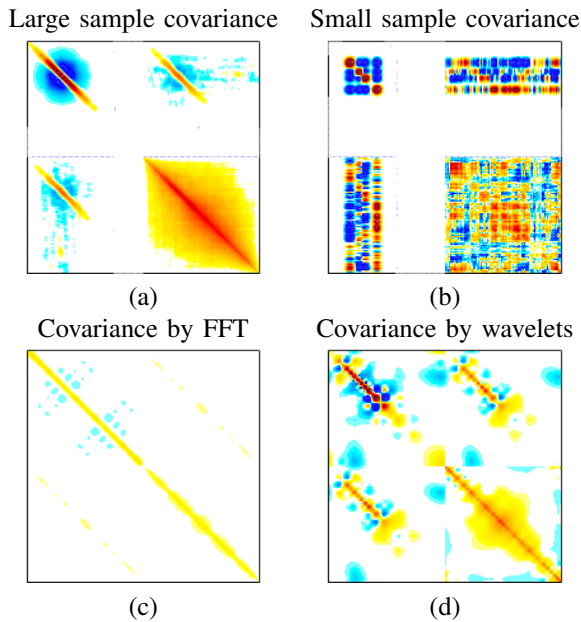 Large sample covariance
Small sample covariance
(a)
(b)
Covariance by FFT
Covariance by wavelets
(c)
(d)